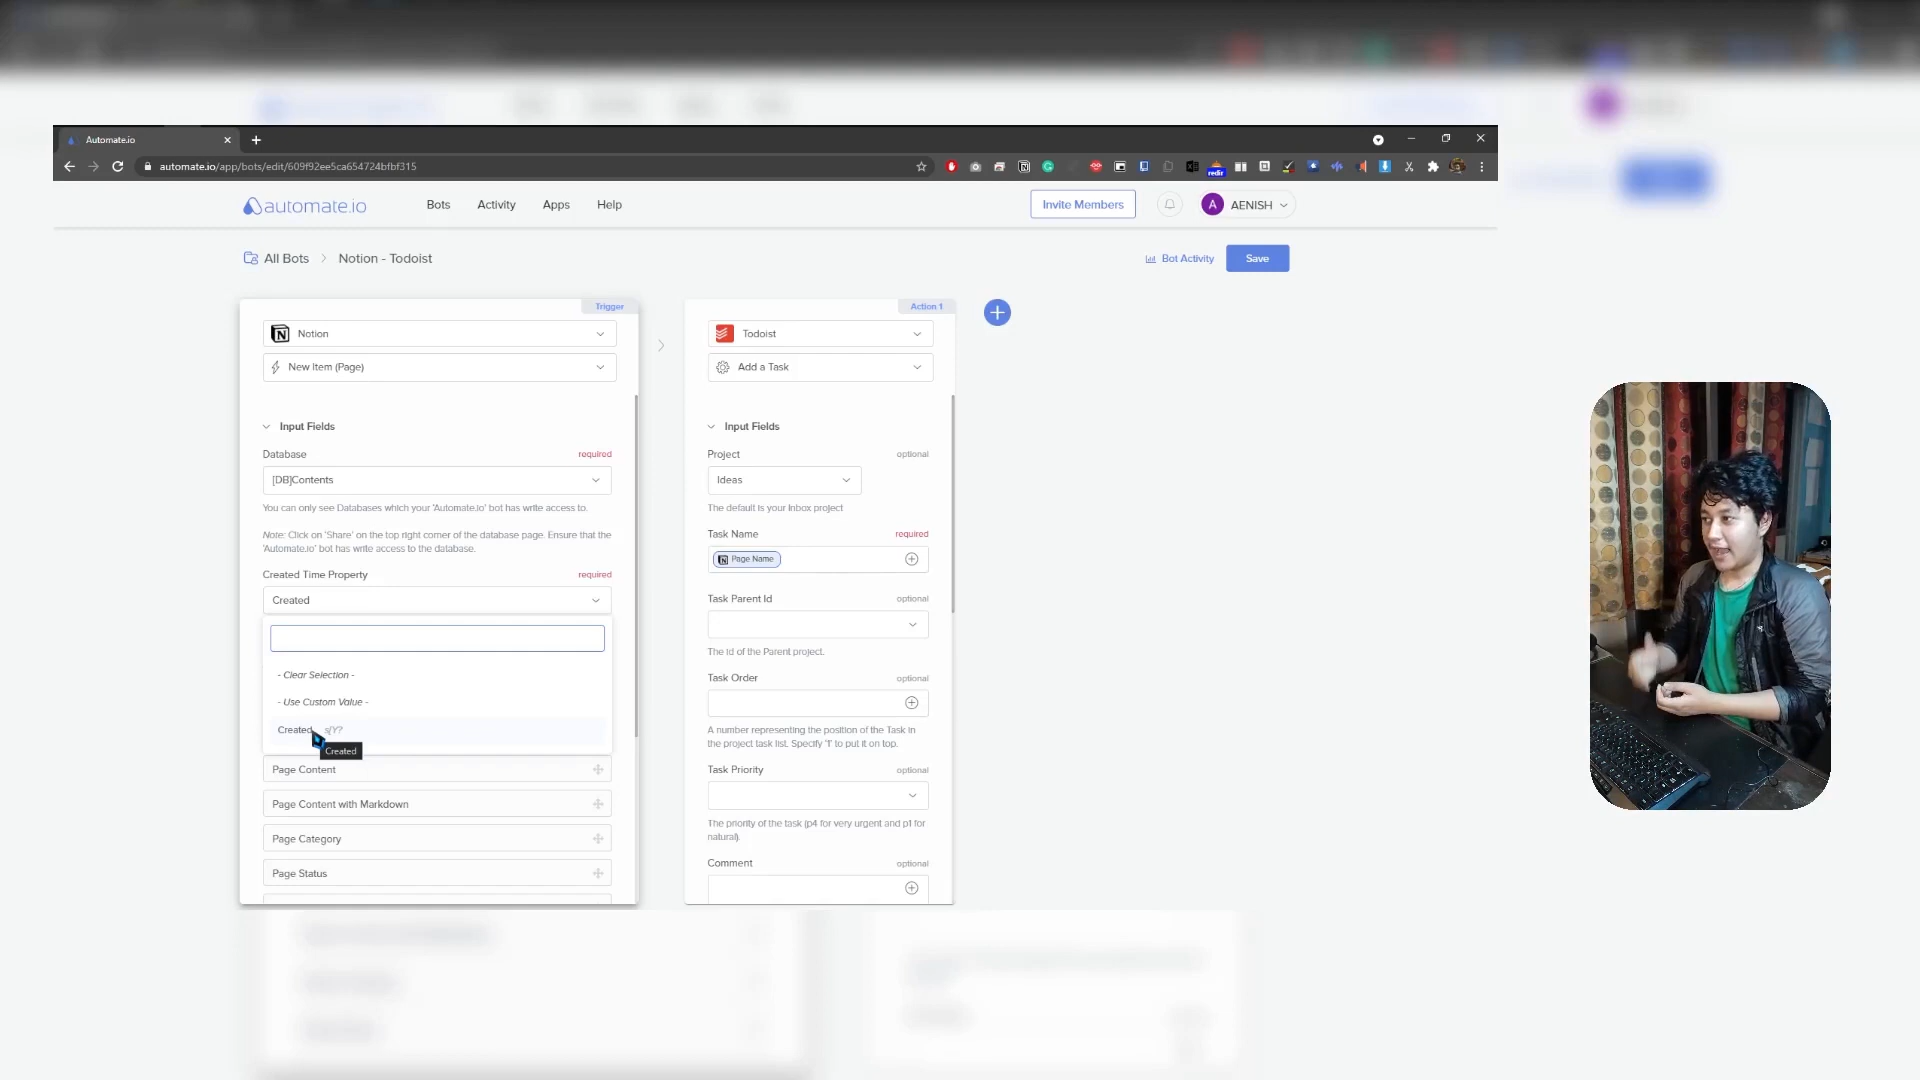 Automate.io
automate.io/app/bots/edit/609f92ee5ca654724bfbf315
redir
automate.io
Bots
Activity
Apps
Help
Invite Members
A
AENISH
All Bots
Notion - Todoist
Bot Activity
Save
Trigger
Notion
New Item (Page)
Input Fields
Database
required
[DB]Contents
You can only see Databases which your 'Automate.io' bot has write access to.
Note: Click on 'Share' on the top right corner of the database page. Ensure that the
'Automate.io' bot has write access to the database.
Created Time Property
required
Created
- Clear Selection -
- Use Custom Value -
Created
s{Y?
Created
Page Content
Page Content with Markdown
Page Category
Page Status
Action 1
Todoist
Add a Task
Input Fields
Project
optional
Ideas
The default is your Inbox project
Task Name
required
Page Name
Task Parent Id
optional
The Id of the Parent project.
Task Order
optional
A number representing the position of the Task in
the project task list. Specify '1' to put it on top.
Task Priority
optional
The priority of the task (p4 for very urgent and p1 for
natural).
Comment
optional